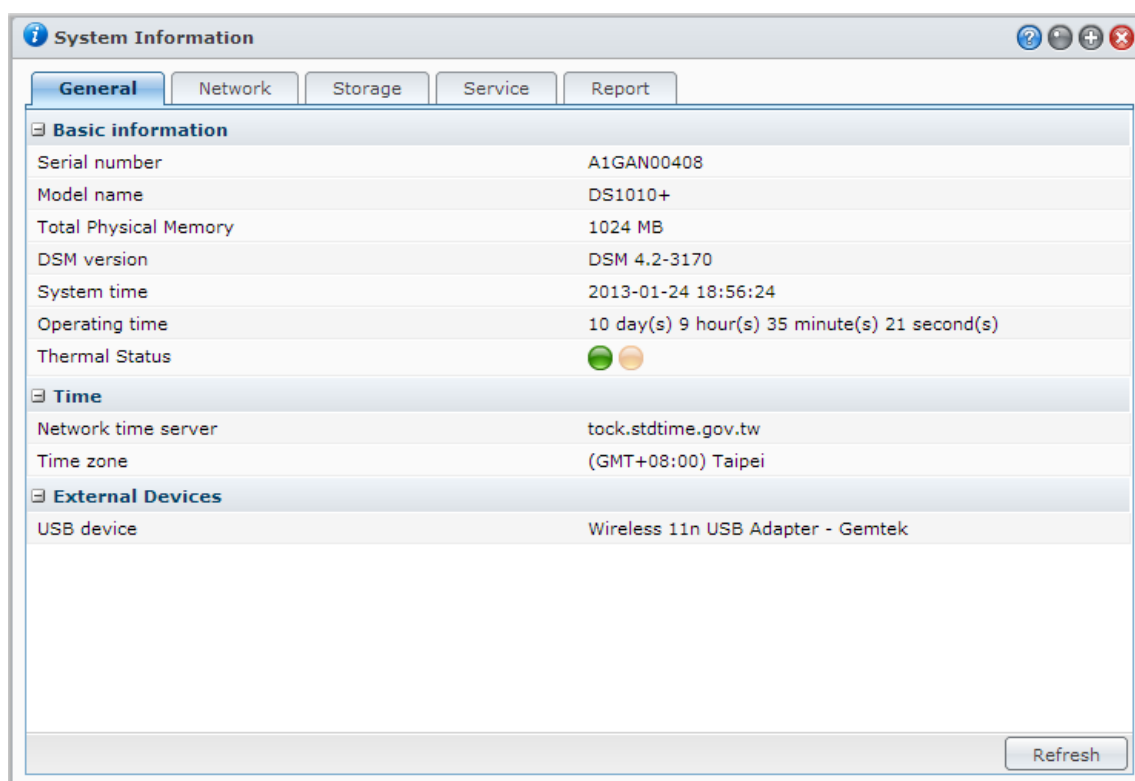 System Information
General Network Storage Service Report
Basic information
Serial number A1GAN00408
Model name DS1010+
Total Physical Memory 1024 MB
DSM version DSM 4.2-3170
System time 2013-01-24 18:56:24
Operating time 10 day(s) 9 hour(s) 35 minute(s) 21 second(s)
Thermal Status
Time
Network time server tock.stdtime.gov.tw
Time zone (GMT+08:00) Taipei
External Devices
USB device Wireless 11n USB Adapter - Gemtek
Refresh